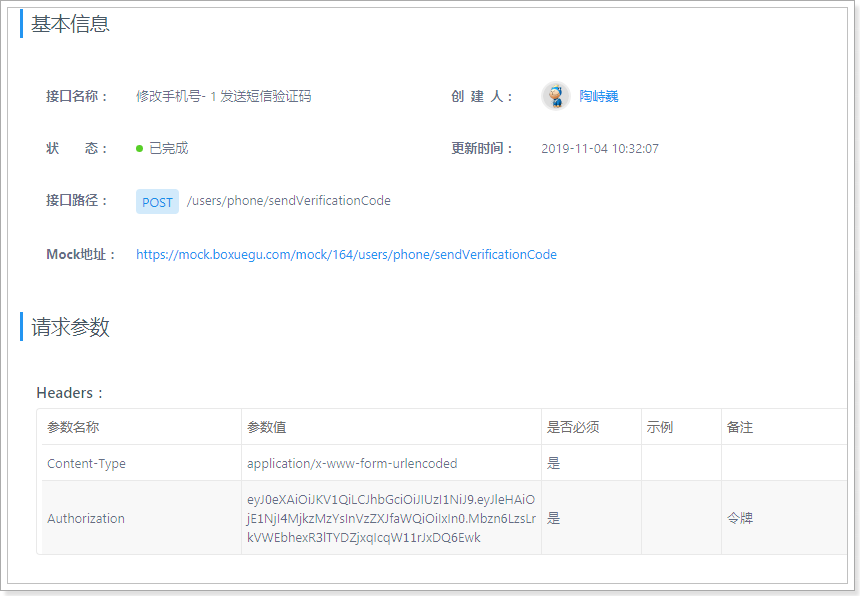 基本信息
接口名称： 修改手机号- 1 发送短信验证码 创 建 人： 陶峙巍
状 态： 已完成 更新时间： 2019-11-04 10:32:07
接口路径： POST /users/phone/sendVerificationCode
Mock地址： https://mock.boxuegu.com/mock/164/users/phone/sendVerificationCode
请求参数
Headers：
参数名称 参数值 是否必须 示例 备注
Content-Type application/x-www-form-urlencoded 是
eyJ0eXAiOiJKV1QiLCJhbGciOiJIUzI1NiJ9.eyJleHAiO
Authorization jE1NjI4MjkzMzYsInVzZXJfaWQiOiIxIn0.Mbzn6LzsLr 是 令牌
kVWEbhexR3lTYDZjxqIcqW11rJxDQ6Ewk